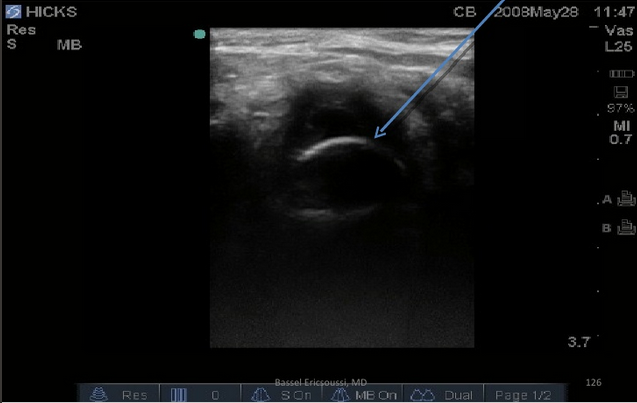 HICKS CB 2008May28 11:47
Res Vas
S MB L25
97%
MI
0.7
A
B
3.7
Bassel Ericsoussi, MD 126
Res 0 S On MB On Dual Page 1/2